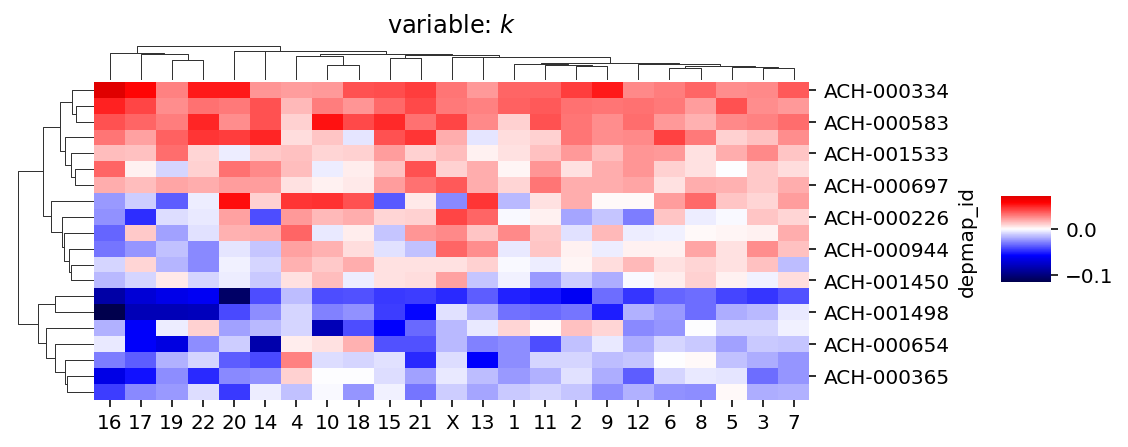 variable: k
ACH-000334
ACH-000583
ACH-001533
ACH-000697
ACH-000226
ACH-000944
ACH-001450
ACH-001498
ACH-000654
ACH-000365
depmap_id
0.0
−0.1
16 17 19 22 20 14 4 10 18 15 21 X 13 1 11 2 9 12 6 8 5 3 7